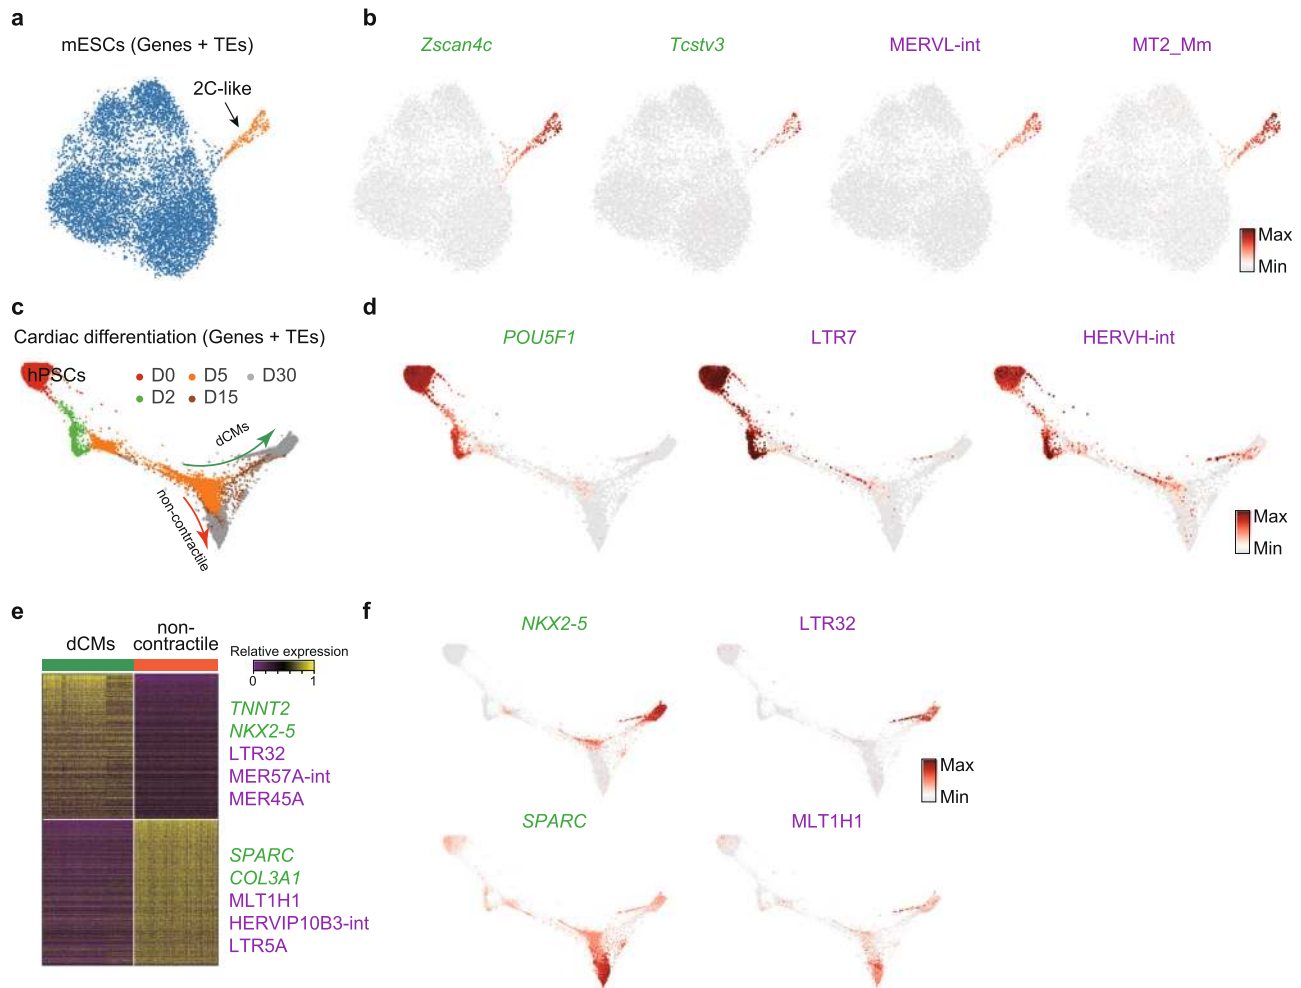 a
mESCs (Genes + TEs)
2C-like
b
Zscan4c
Tcstv3
MERVL-int
MT2_Mm
Max
Min
c
Cardiac differentiation (Genes + TEs)
hPSCs
D0
D5
D30
D2
D15
dCMs
non-contractile
d
POU5F1
LTR7
HERVH-int
Max
Min
e
dCMs
non-
contractile
Relative expression
0
1
TNNT2
NKX2-5
LTR32
MER57A-int
MER45A
SPARC
COL3A1
MLT1H1
HERVIP10B3-int
LTR5A
f
NKX2-5
LTR32
Max
Min
SPARC
MLT1H1